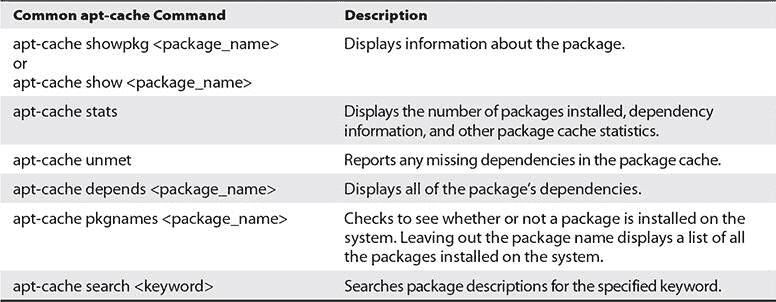 Common apt-cache Command Description
apt-cache showpkg <package_name> Displays information about the package.
or
apt-cache show <package_name>
apt-cache stats Displays the number of packages installed, dependency
information, and other package cache statistics.
apt-cache unmet Reports any missing dependencies in the package cache.
apt-cache depends <package_name> Displays all of the package’s dependencies.
apt-cache pkgnames <package_name> Checks to see whether or not a package is installed on the
system. Leaving out the package name displays a list of all
the packages installed on the system.
apt-cache search <keyword> Searches package descriptions for the specified keyword.